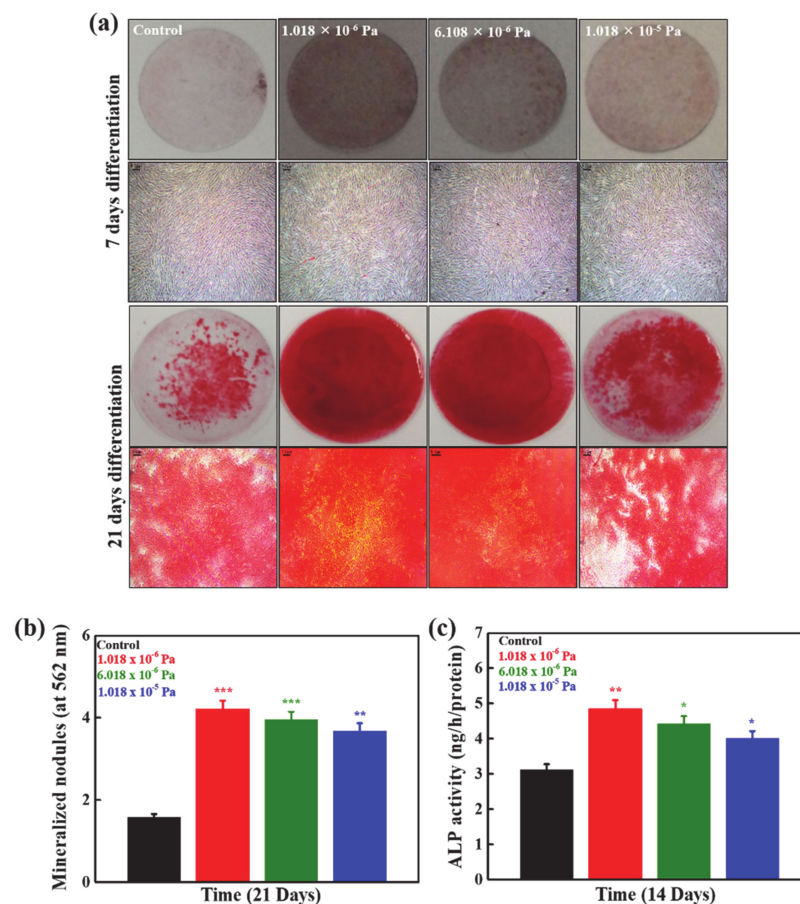 (a)
Control
1.018 × 10⁻⁶ Pa
6.108 × 10⁻⁶ Pa
1.018 × 10⁻⁵ Pa
7 days differentiation
21 days differentiation
(b)
Mineralized nodules (at 562 nm)
6
4
2
0
Control
1.018 x 10⁻⁶ Pa
6.018 x 10⁻⁶ Pa
1.018 x 10⁻⁵ Pa
***
***
**
Time (21 Days)
(c)
ALP activity (ng/h/protein)
7
6
5
4
3
2
1
0
Control
1.018 x 10⁻⁶ Pa
6.018 x 10⁻⁶ Pa
1.018 x 10⁻⁵ Pa
**
*
*
Time (14 Days)